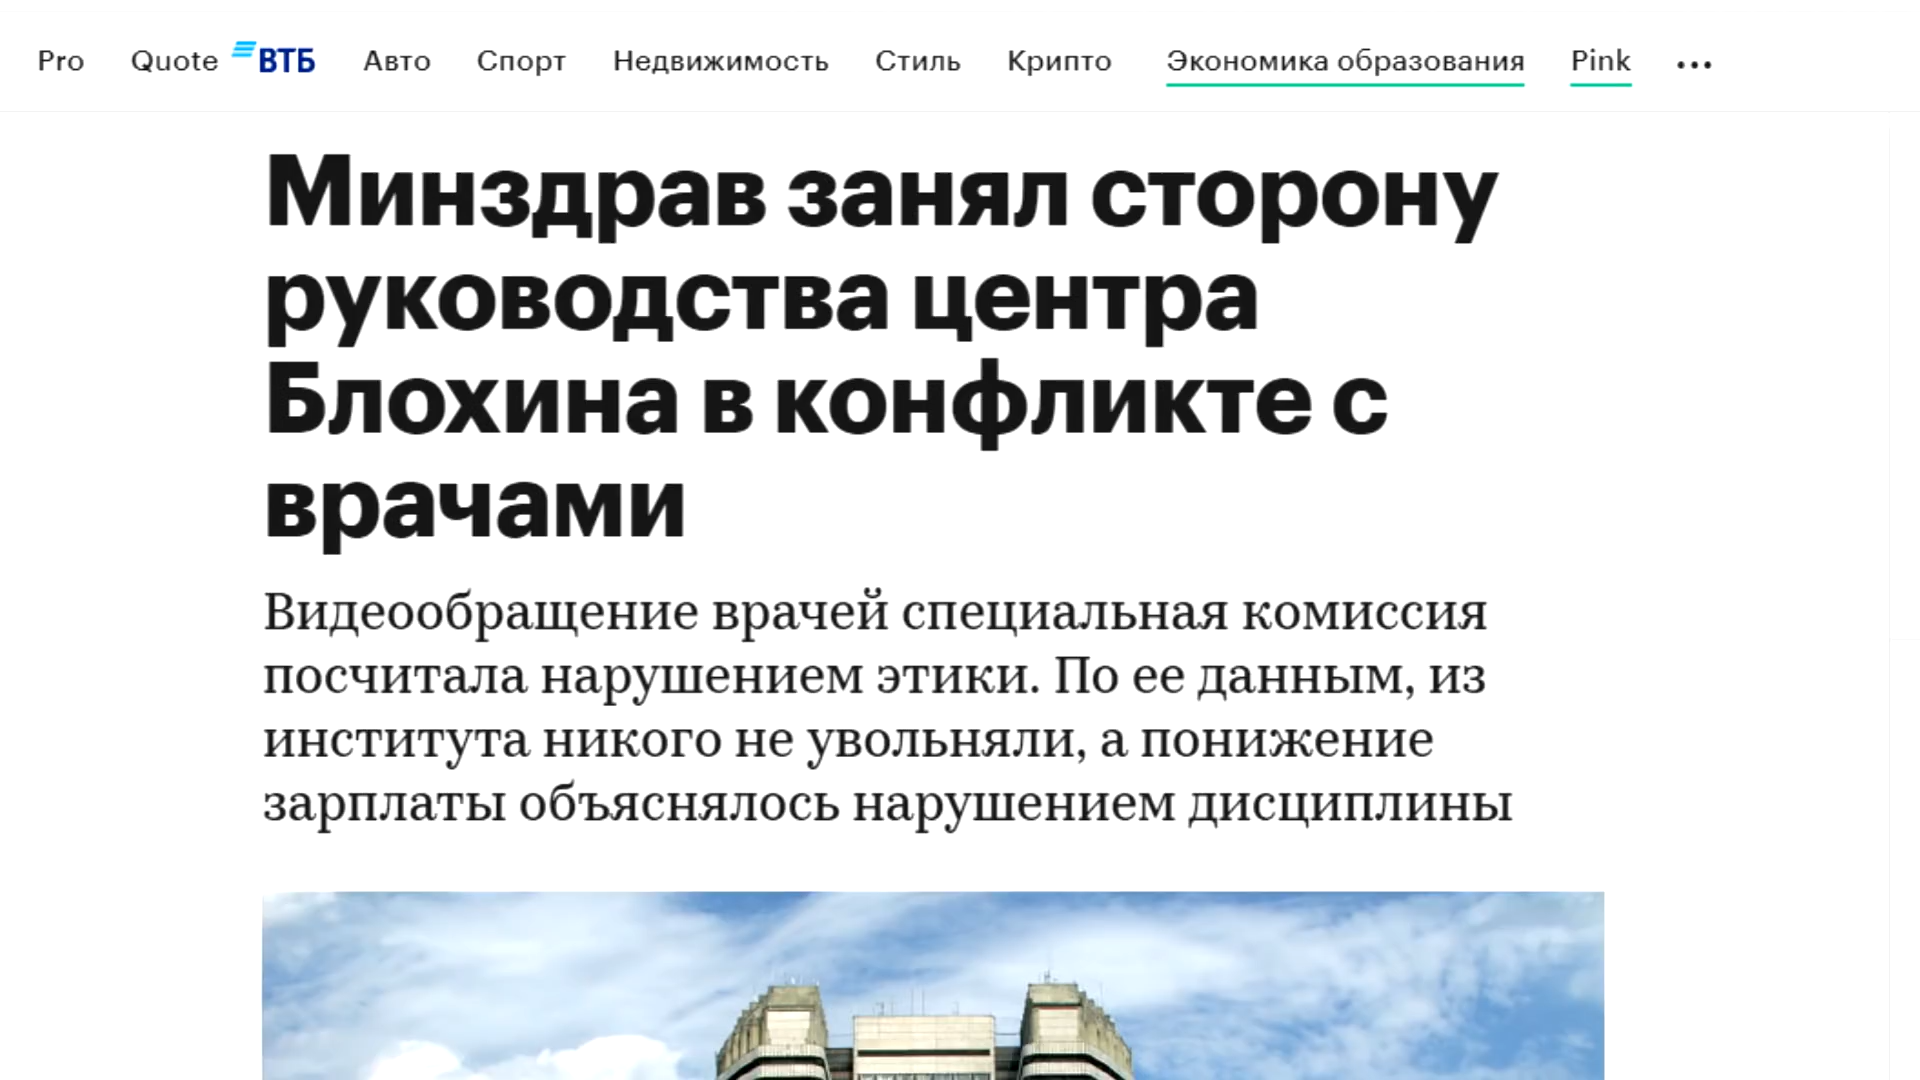 Pro Quote ВТБ Авто Спорт Недвижимость Стиль Крипто Экономика образования Pink ...
Минздрав занял сторону
руководства центра
Блохина в конфликте с
врачами
Видеообращение врачей специальная комиссия
посчитала нарушением этики. По ее данным, из
института никого не увольняли, а понижение
зарплаты объяснялось нарушением дисциплины